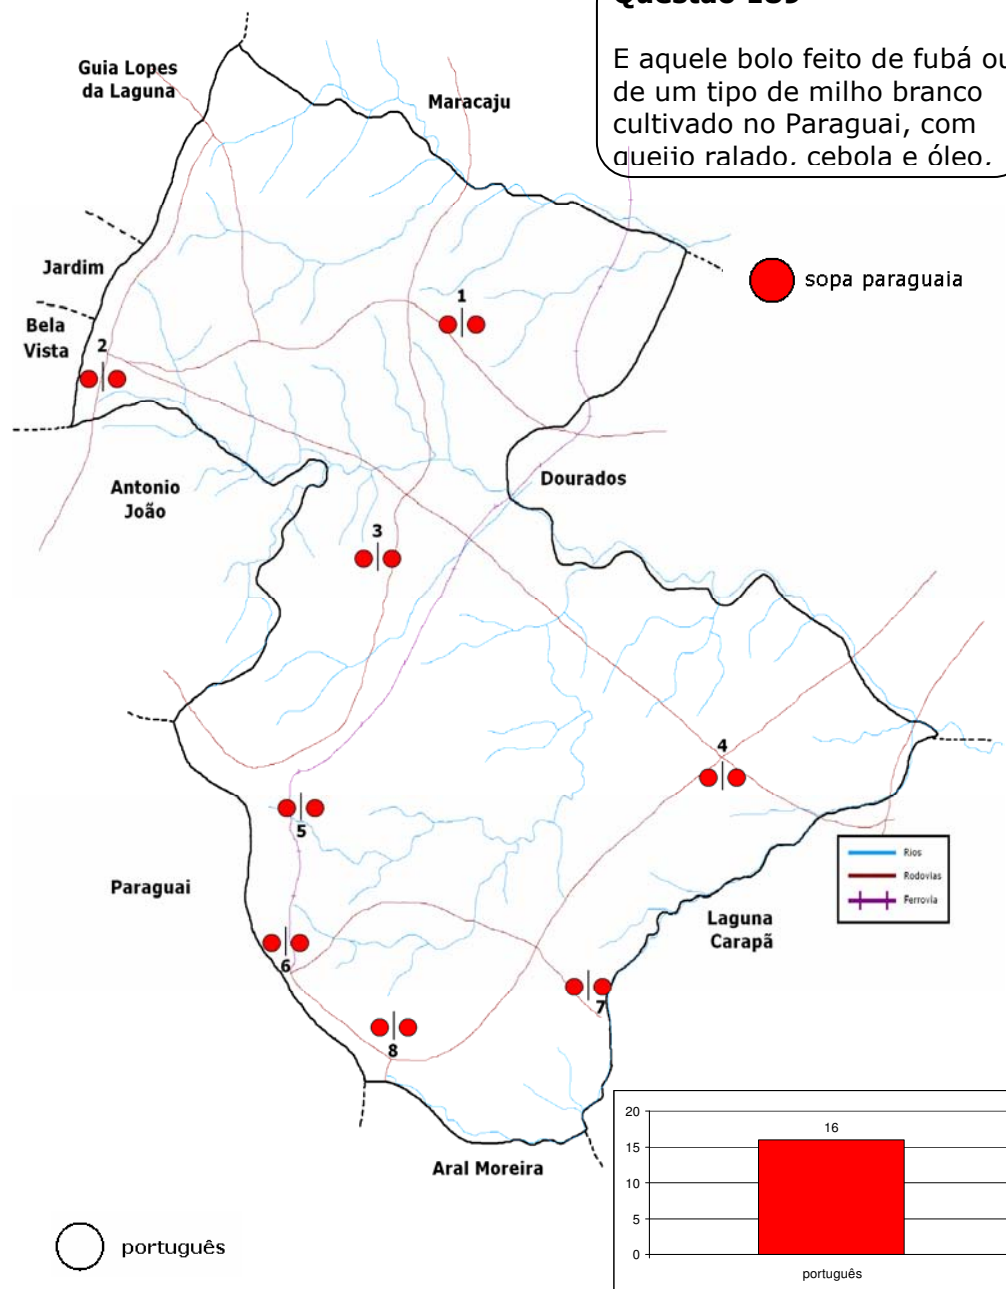 E aquele bolo feito de fubá ou
de um tipo de milho branco
cultivado no Paraguai, com
queijo ralado, cebola e óleo,
Guia Lopes
da Laguna
Maracaju
Jardim
sopa paraguaia
Bela
Vista
1
2
Antonio
João
Dourados
3
4
5
Rios
Rodovias
Ferrovia
Paraguai
Laguna
Carapã
6
7
8
Aral Moreira
português
20
15
10
5
0
16
português